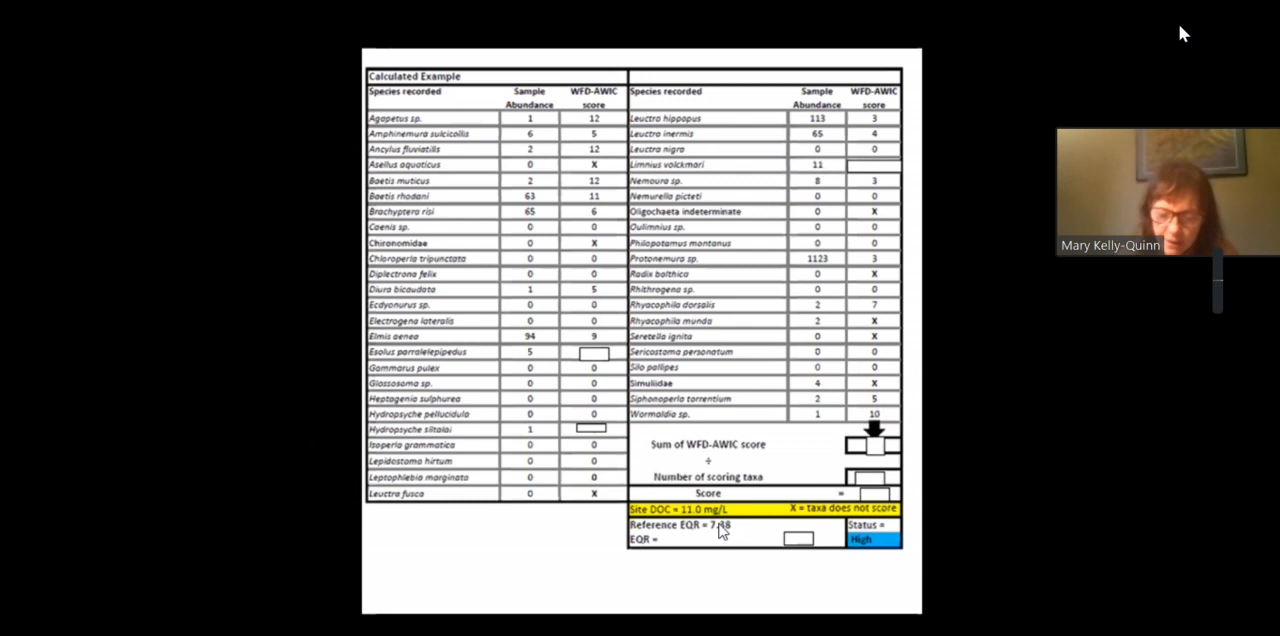 Calculated Example
Species recorded Sample Abundance WFD-AWIC score
Agapetus sp. 1 12
Amphinemura sulcicollis 6 5
Ancylus fluviatilis 2 12
Asellus aquaticus 0 X
Baetis muticus 2 12
Baetis rhodani 63 11
Brachyptera risi 65 6
Caenis sp. 0 0
Chironomidae 0 X
Chloroperla tripunctata 0 0
Diplectrona felix 0 0
Diura bicaudata 1 5
Ecdyonurus sp. 0 0
Electrogena lateralis 0 0
Elmis aenea 94 9
Esolus parralelepipedus 5
Gammarus pulex 0 0
Glossosoma sp. 0 0
Heptagenia sulphurea 0 0
Hydropsyche pellucidula 0 0
Hydropsyche siltalai 1
Isoperla grammatica 0 0
Lepidostoma hirtum 0 0
Leptophlebia marginata 0 0
Leuctra fusca 0 X
Species recorded Sample Abundance WFD-AWIC score
Leuctra hippopus 113 3
Leuctra inermis 65 4
Leuctra nigra 0 0
Limnius volckmari 11
Nemoura sp. 8 3
Nemurella picteti 0 0
Oligochaeta indeterminate 0 X
Oulimnius sp. 0 0
Philopotamus montanus 0 0
Protonemura sp. 1123 3
Radix balthica 0 X
Rhithrogena sp. 0 0
Rhyacophila dorsalis 2 7
Rhyacophila munda 2 X
Seretella ignita 0 X
Sericostoma personatum 0 0
Silo pallipes 0 0
Simuliidae 4 X
Siphonoperla torrentium 2 5
Wormaldia sp. 1 10
Sum of WFD-AWIC score
÷
Number of scoring taxa
Score =
Site DOC = 11.0 mg/L X = taxa does not score
Reference EQR = Status =
EQR = High
Mary Kelly-Quinn